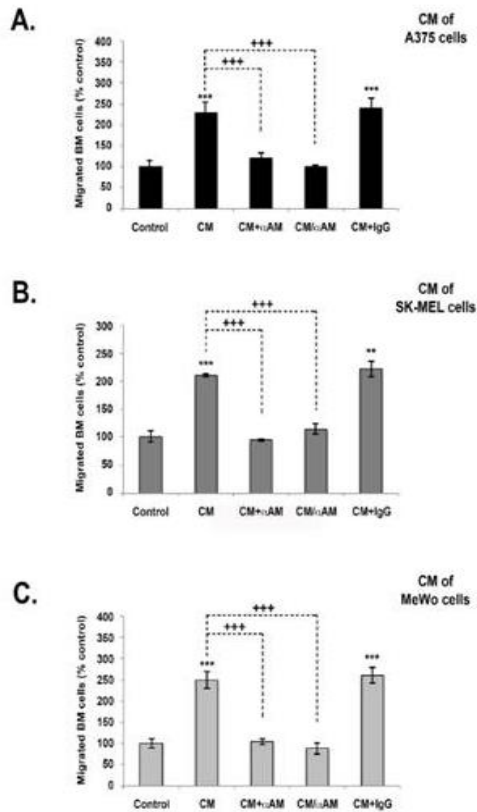 A.
CM of
A375 cells
Migrated BM cells (% control)
400
350
300
250
200
150
100
50
0
+++
+++
***
***
Control CM CM+αAM CM/αAM CM+IgG
B.
CM of
SK-MEL cells
Migrated BM cells (% control)
300
250
200
150
100
50
0
+++
+++
***
**
Control CM CM+αAM CM/αAM CM+IgG
C.
CM of
MeWo cells
Migrated BM cells (% control)
400
350
300
250
200
150
100
50
0
+++
+++
***
***
Control CM CM+αAM CM/αAM CM+IgG